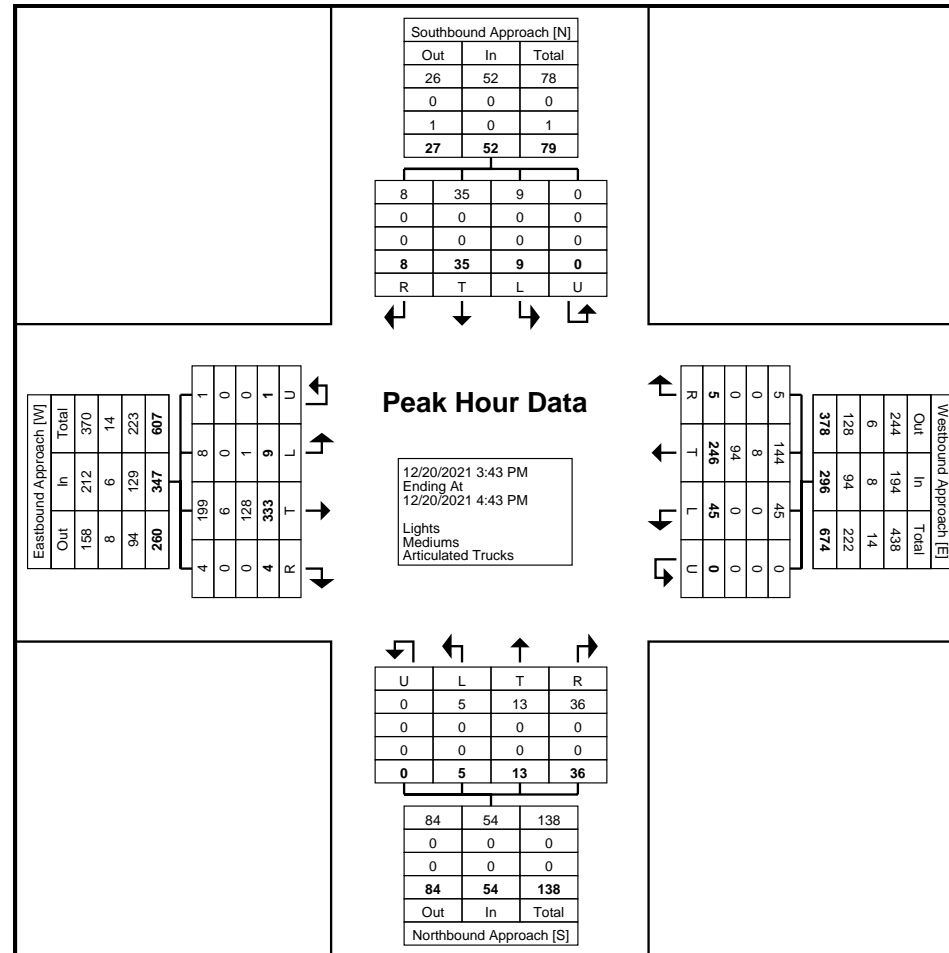 Southbound Approach [N]
Out In Total
26 52 78
0 0 0
1 0 1
27 52 79
8 35 9 0
0 0 0 0
0 0 0 0
8 35 9 0
R T L U
Eastbound Approach [W]
Total In Out
370 212 158
14 6 8
223 129 94
607 347 260
1 8 199 4
0 0 6 0
0 1 128 0
1 9 333 4
U L T R
Peak Hour Data
12/20/2021 3:43 PM
Ending At
12/20/2021 4:43 PM
Lights
Mediums
Articulated Trucks
R T L U
5 246 45 0
0 94 0 0
0 8 0 0
5 144 45 0
Westbound Approach [E]
Out In Total
244 194 438
6 8 14
128 94 222
378 296 674
U L T R
0 5 13 36
0 0 0 0
0 0 0 0
0 5 13 36
84 54 138
0 0 0
0 0 0
84 54 138
Out In Total
Northbound Approach [S]